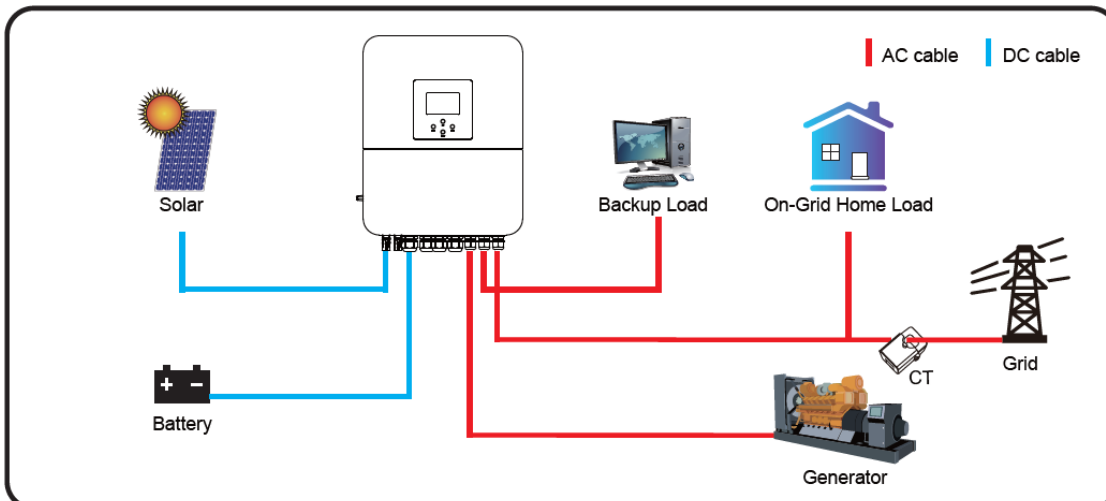 AC cable
DC cable
Solar
Backup Load
On-Grid Home Load
Grid
CT
Battery
Generator